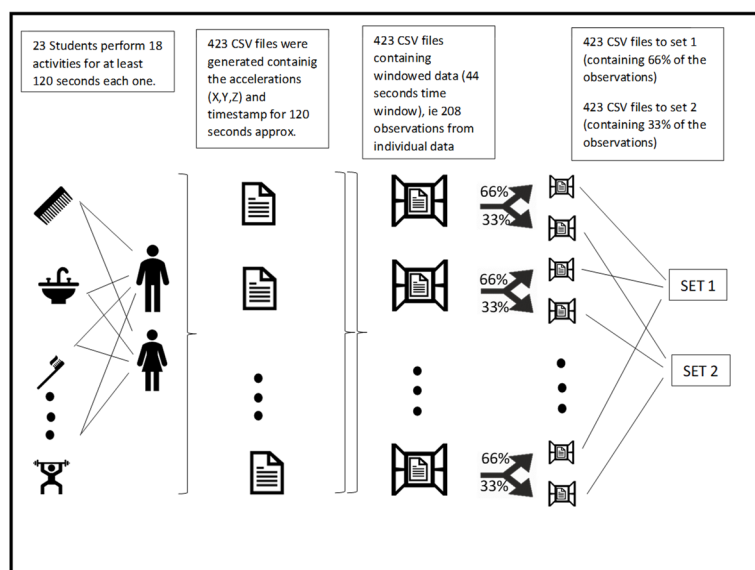 23 Students perform 18
activities for at least
120 seconds each one.
423 CSV files were
generated containig
the accelerations
(X,Y,Z) and
timestamp for 120
seconds approx.
423 CSV files
containing
windowed data (44
seconds time
window), ie 208
observations from
individual data
423 CSV files to set 1
(containing 66% of the
observations)
423 CSV files to set 2
(containing 33% of the
observations)
66%
33%
66%
33%
66%
33%
SET 1
SET 2